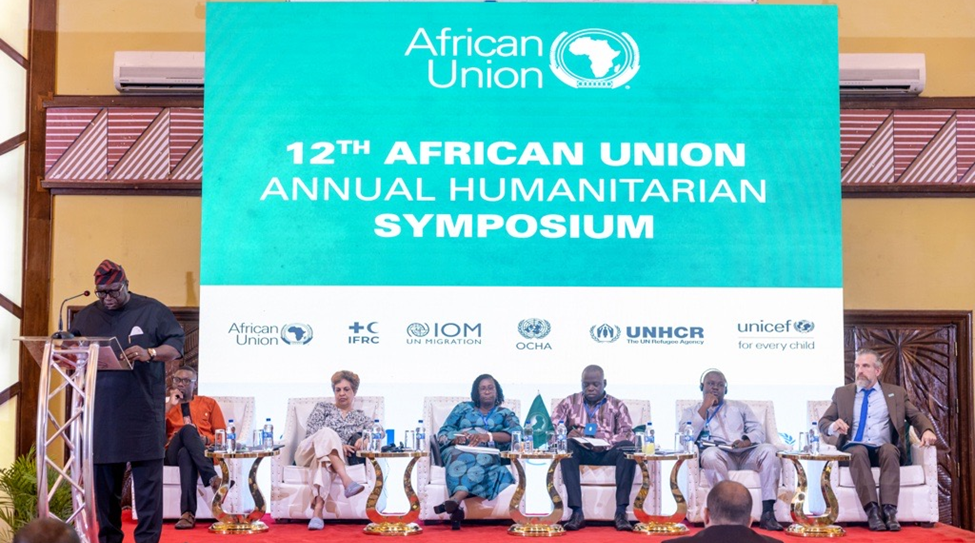 African
Union
12TH AFRICAN UNION
ANNUAL HUMANITARIAN
SYMPOSIUM
African
Union
IFRC
IOM
UN MIGRATION
OCHA
UNHCR
The UN Refugee Agency
unicef
for every child